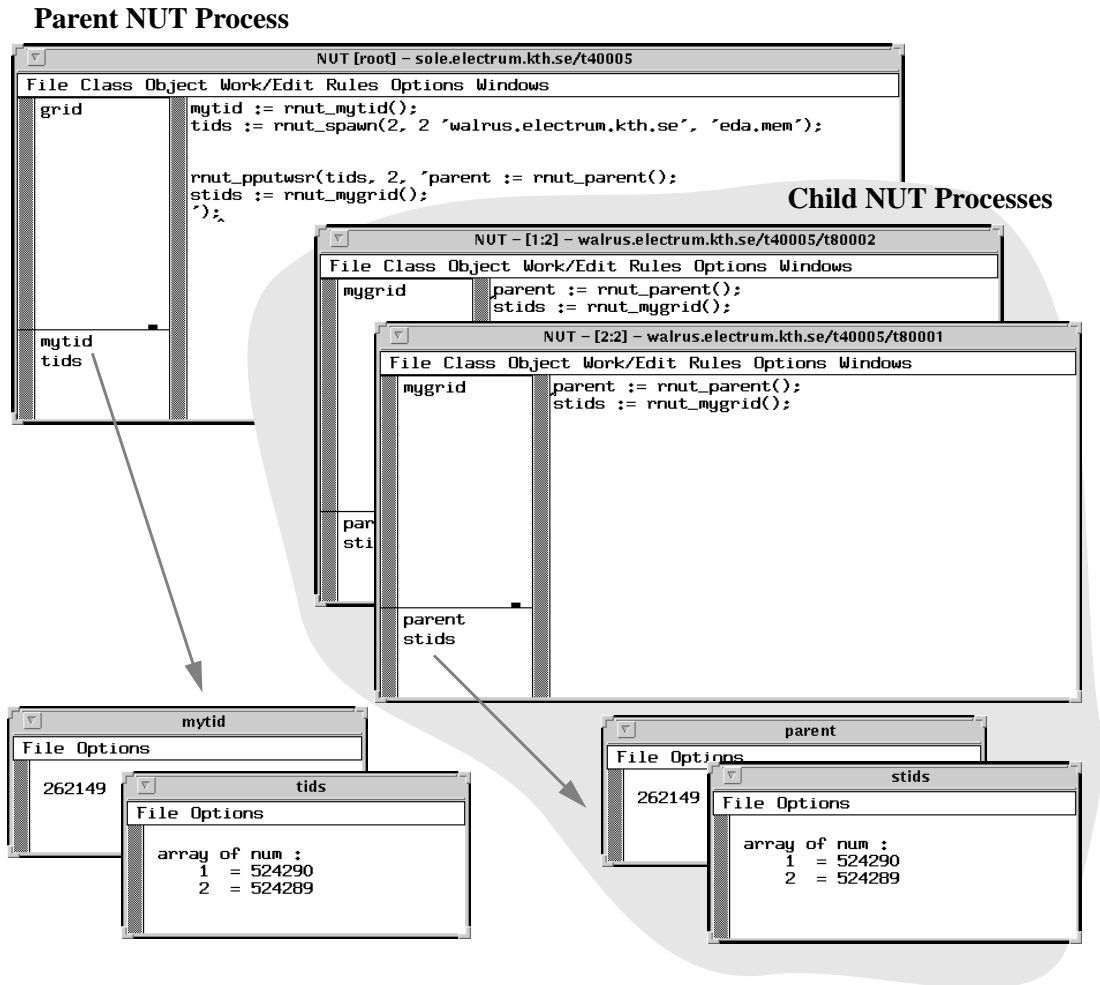 Parent NUT Process
NUT [root] – sole.electrum.kth.se/t40005
File Class Object Work/Edit Rules Options Windows
grid
mytid := rnut_mytid();
tids := rnut_spawn(2, 2 ´walrus.electrum.kth.se´, ´eda.mem´);
rnut_pputwsr(tids, 2, ´parent := rnut_parent();
stids := rnut_mygrid();
´);^
mytid
tids
Child NUT Processes
NUT – [1:2] – walrus.electrum.kth.se/t40005/t80002
File Class Object Work/Edit Rules Options Windows
mygrid
parent := rnut_parent();
stids := rnut_mygrid();
par
sti
NUT – [2:2] – walrus.electrum.kth.se/t40005/t80001
File Class Object Work/Edit Rules Options Windows
mygrid
parent := rnut_parent();
stids := rnut_mygrid();
parent
stids
mytid
File Options
262149
tids
File Options
array of num :
1 = 524290
2 = 524289
parent
File Options
262149
stids
File Options
array of num :
1 = 524290
2 = 524289